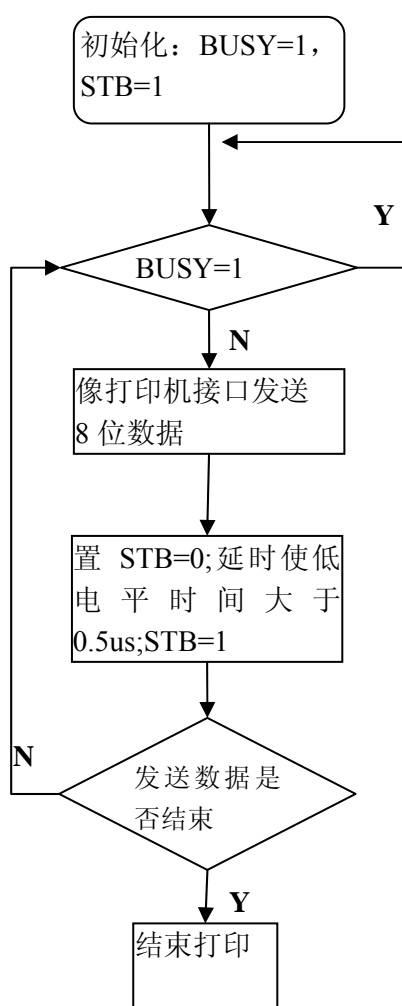 初始化：BUSY=1，
STB=1
Y
BUSY=1
N
像打印机接口发送
8 位数据
置 STB=0;延时使低
电平时间大于
0.5us;STB=1
N
发送数据是
否结束
Y
结束打印